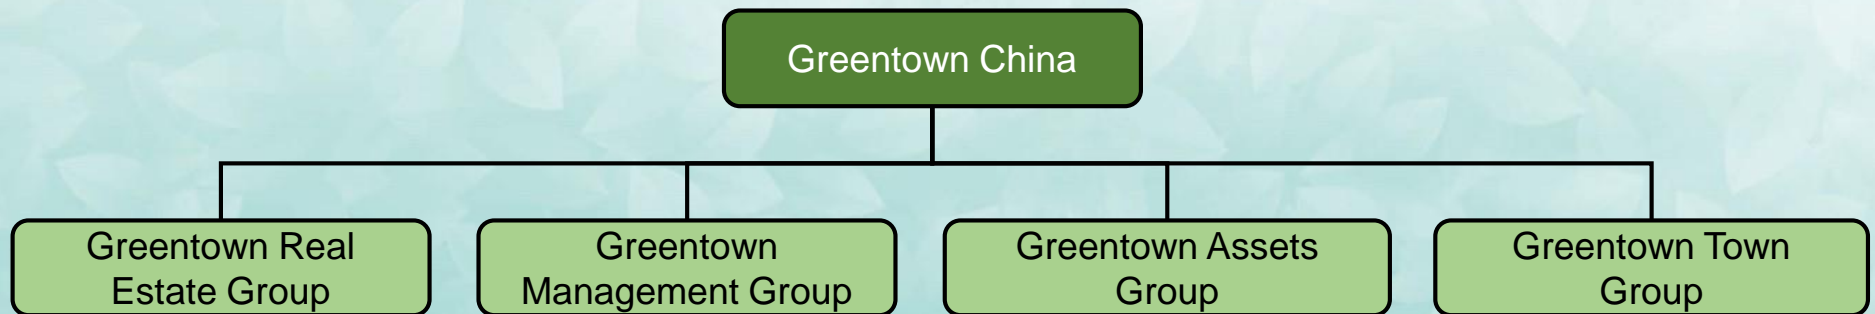 Greentown China
Greentown Real
Estate Group
Greentown
Management Group
Greentown Assets
Group
Greentown Town
Group